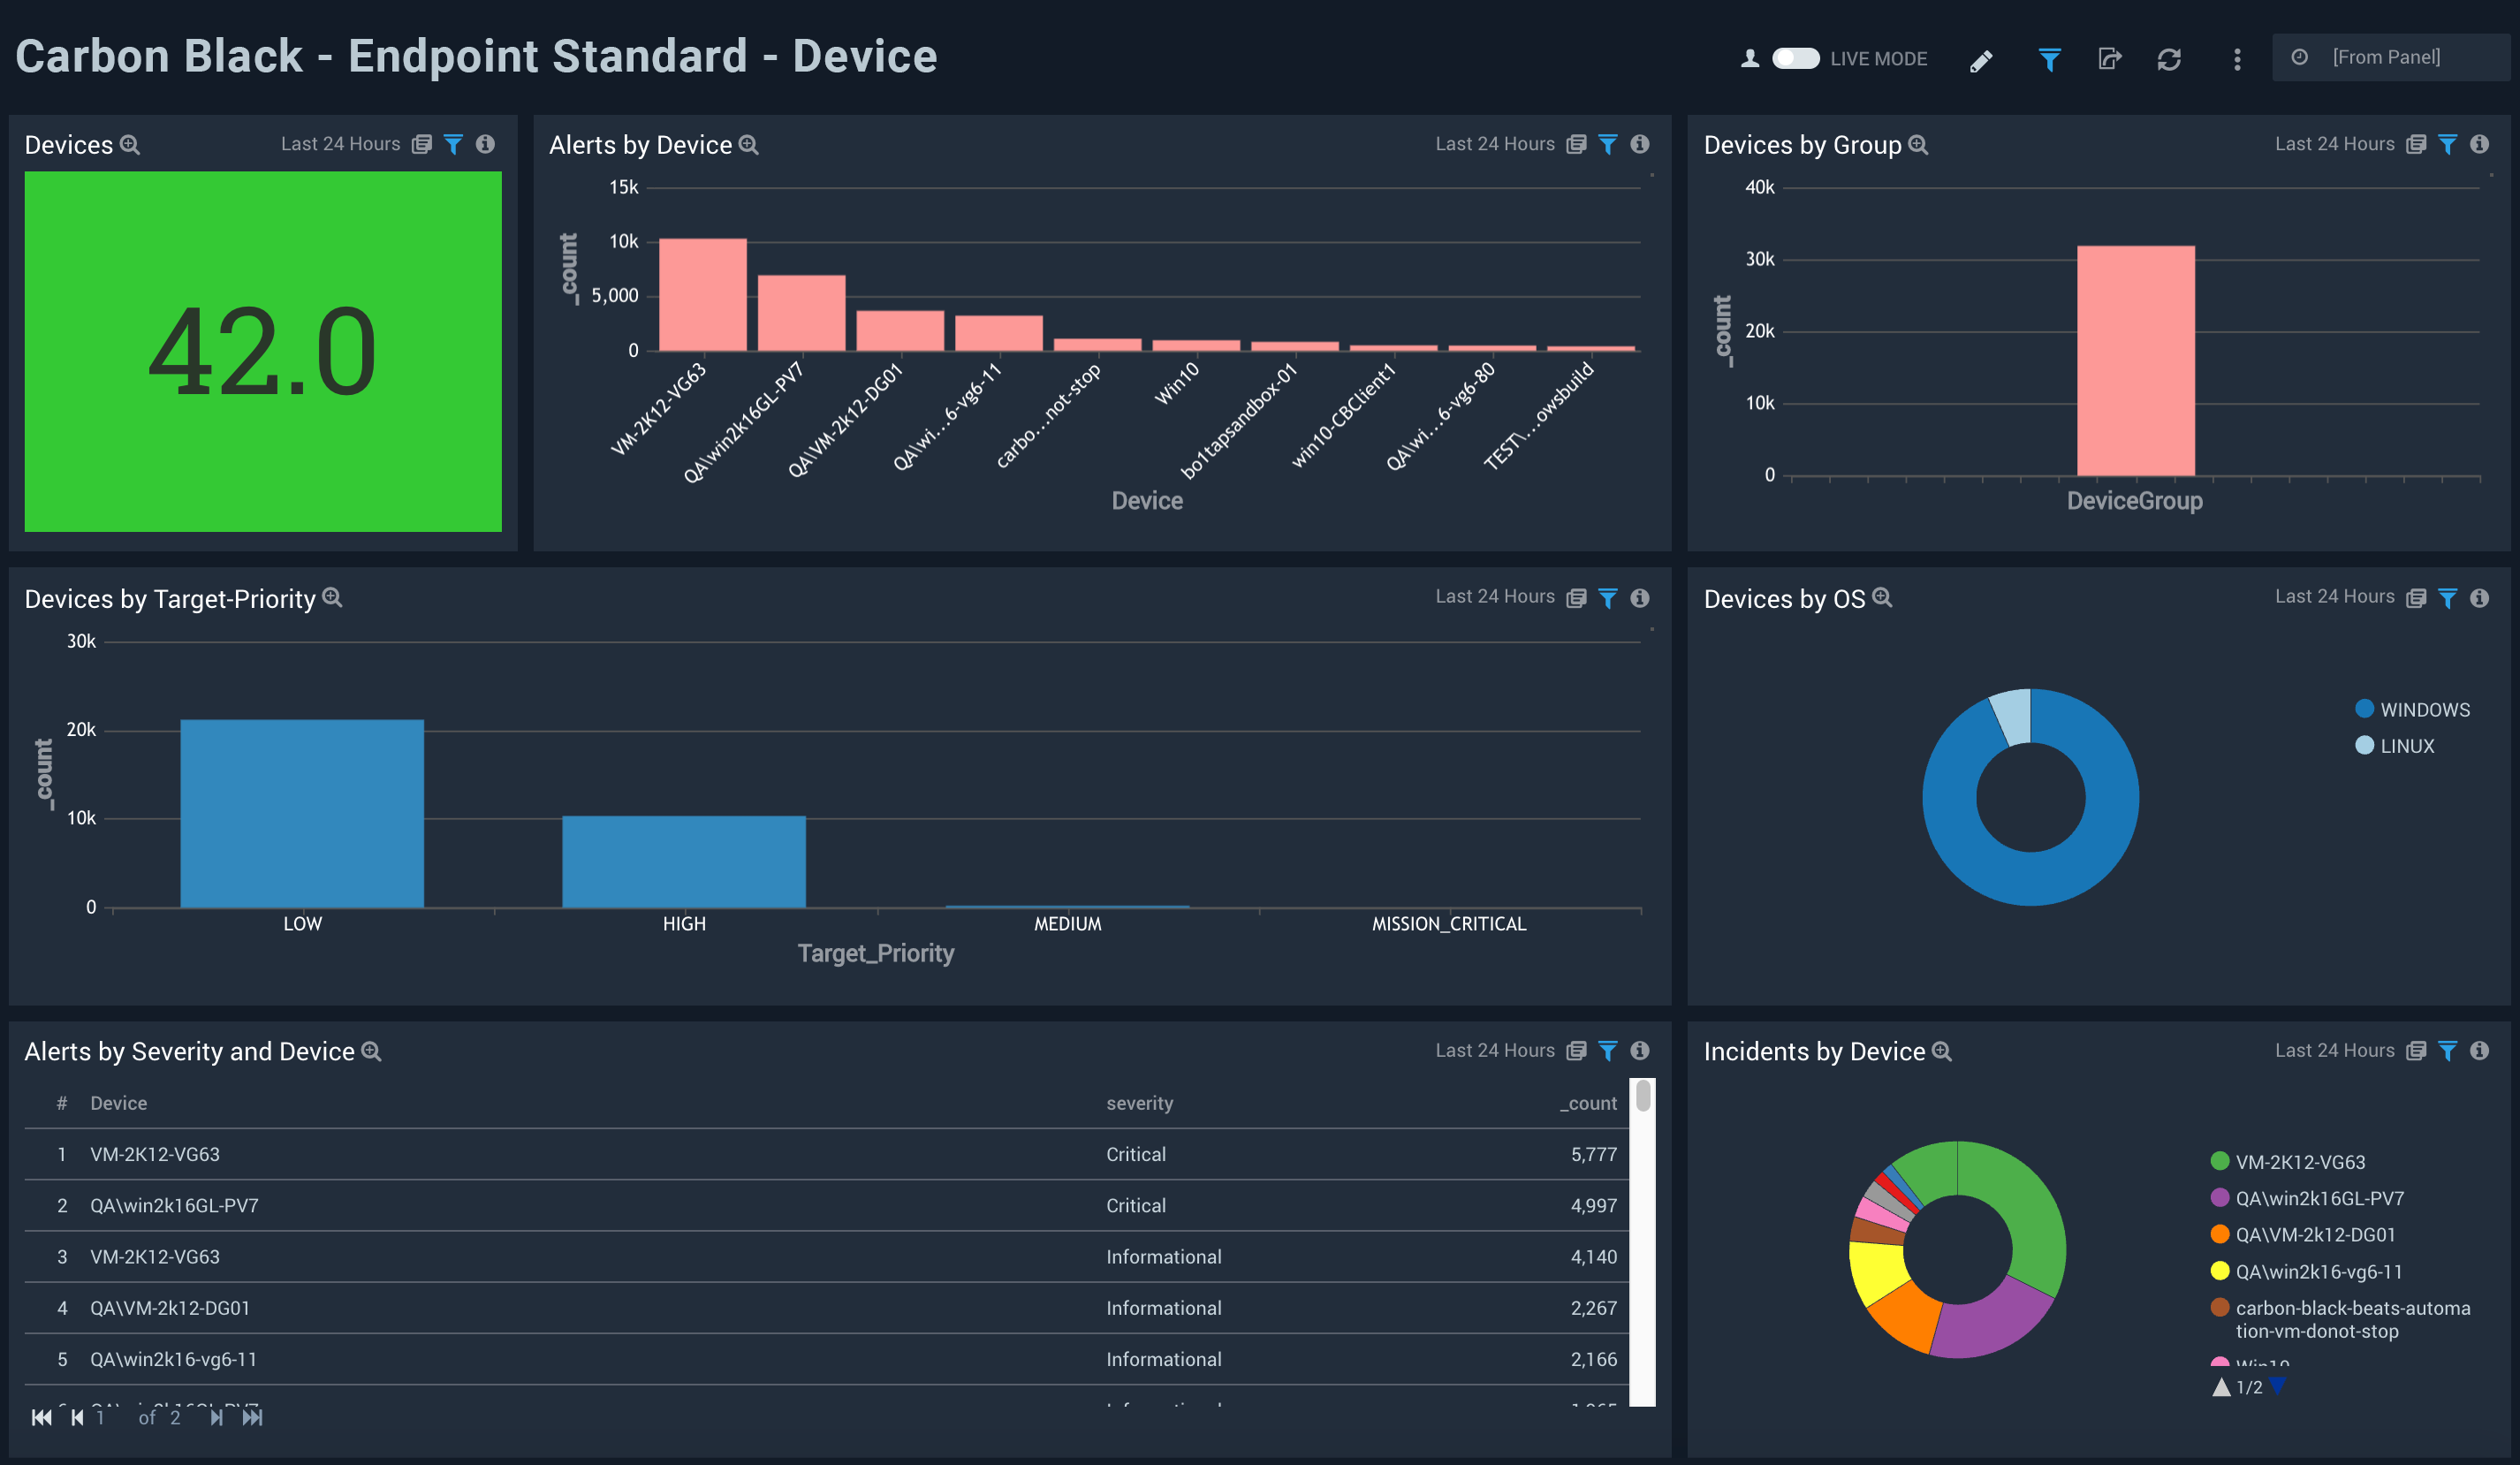 Carbon Black - Endpoint Standard - Device
LIVE MODE
[From Panel]
Devices
Last 24 Hours
42.0
Alerts by Device
Last 24 Hours
15k
10k
5,000
0
_count
VM-2K12-VG63
QA\win2k16GL-PV7
QA\VM-2k12-DG01
QA\wi...6-vg6-11
carbo...not-stop
Win10
bo1tapsandbox-01
win10-CBClient1
QA\wi...6-vg6-80
TEST\...owsbuild
Device
Devices by Group
Last 24 Hours
40k
30k
20k
10k
0
_count
DeviceGroup
Devices by Target-Priority
Last 24 Hours
30k
20k
10k
0
_count
LOW
HIGH
MEDIUM
MISSION_CRITICAL
Target_Priority
Devices by OS
Last 24 Hours
WINDOWS
LINUX
Alerts by Severity and Device
Last 24 Hours
# Device severity _count
1 VM-2K12-VG63 Critical 5,777
2 QA\win2k16GL-PV7 Critical 4,997
3 VM-2K12-VG63 Informational 4,140
4 QA\VM-2k12-DG01 Informational 2,267
5 QA\win2k16-vg6-11 Informational 2,166
1 of 2
Incidents by Device
Last 24 Hours
VM-2K12-VG63
QA\win2k16GL-PV7
QA\VM-2k12-DG01
QA\win2k16-vg6-11
carbon-black-beats-automa
tion-vm-donot-stop
Win10
1/2